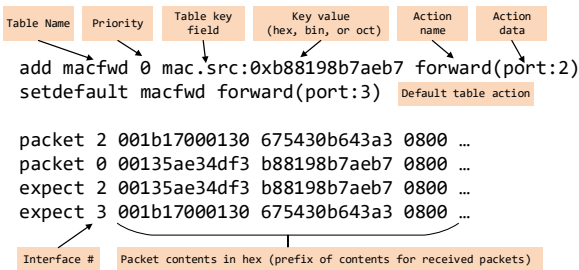 Table Name
Priority
Table key
field
Key value
(hex, bin, or oct)
Action
name
Action
data
add macfwd 0 mac.src:0xb88198b7aeb7 forward(port:2)
setdefault macfwd forward(port:3)
Default table action
packet 2 001b17000130 675430b643a3 0800 …
packet 0 00135ae34df3 b88198b7aeb7 0800 …
expect 2 00135ae34df3 b88198b7aeb7 0800 …
expect 3 001b17000130 675430b643a3 0800 …
Interface #
Packet contents in hex (prefix of contents for received packets)